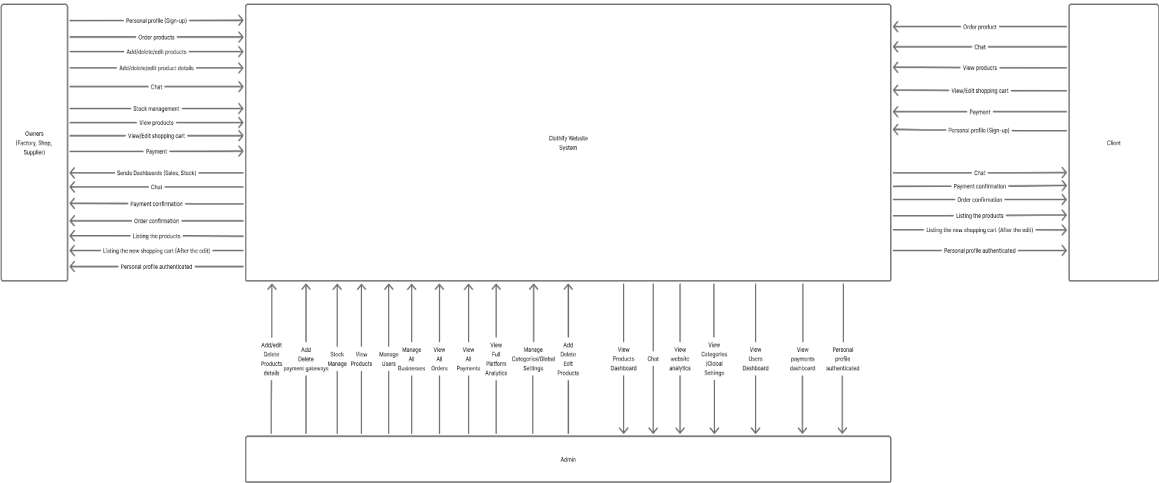 Personal profile (Sign-up)
Order products
Add/delete/edit products
Add/delete/edit product details
Chat
Stock management
View products
View/Edit shopping cart
Payment
Sends Dashboards (Sales, Stock)
Chat
Payment confirmation
Order confirmation
Listing the products
Listing the new shopping cart (After the edit)
Personal profile authenticated
Owners
(Factory, Shop,
Supplier)
Clothify Website
System
Order product
Chat
View products
View/Edit shopping cart
Payment
Personal profile (Sign-up)
Chat
Payment confirmation
Order confirmation
Listing the products
Listing the new shopping cart (After the edit)
Personal profile authenticated
Client
Add/edit
Delete
Products
details
Add
Delete
payment gateways
Stock
Manage
View
Products
Manage
Users
Manage
All
Businesses
View
All
Orders
View
All
Payments
View
Full
Platform
Analytics
Manage
Categories/Global
Settings
Add
Delete
Edit
Products
View
Products
Dashboard
Chat
View
website
analytics
View
Categories
/Global
Settings
View
Users
Dashboard
View
payments
dashboard
Personal
profile
authenticated
Admin